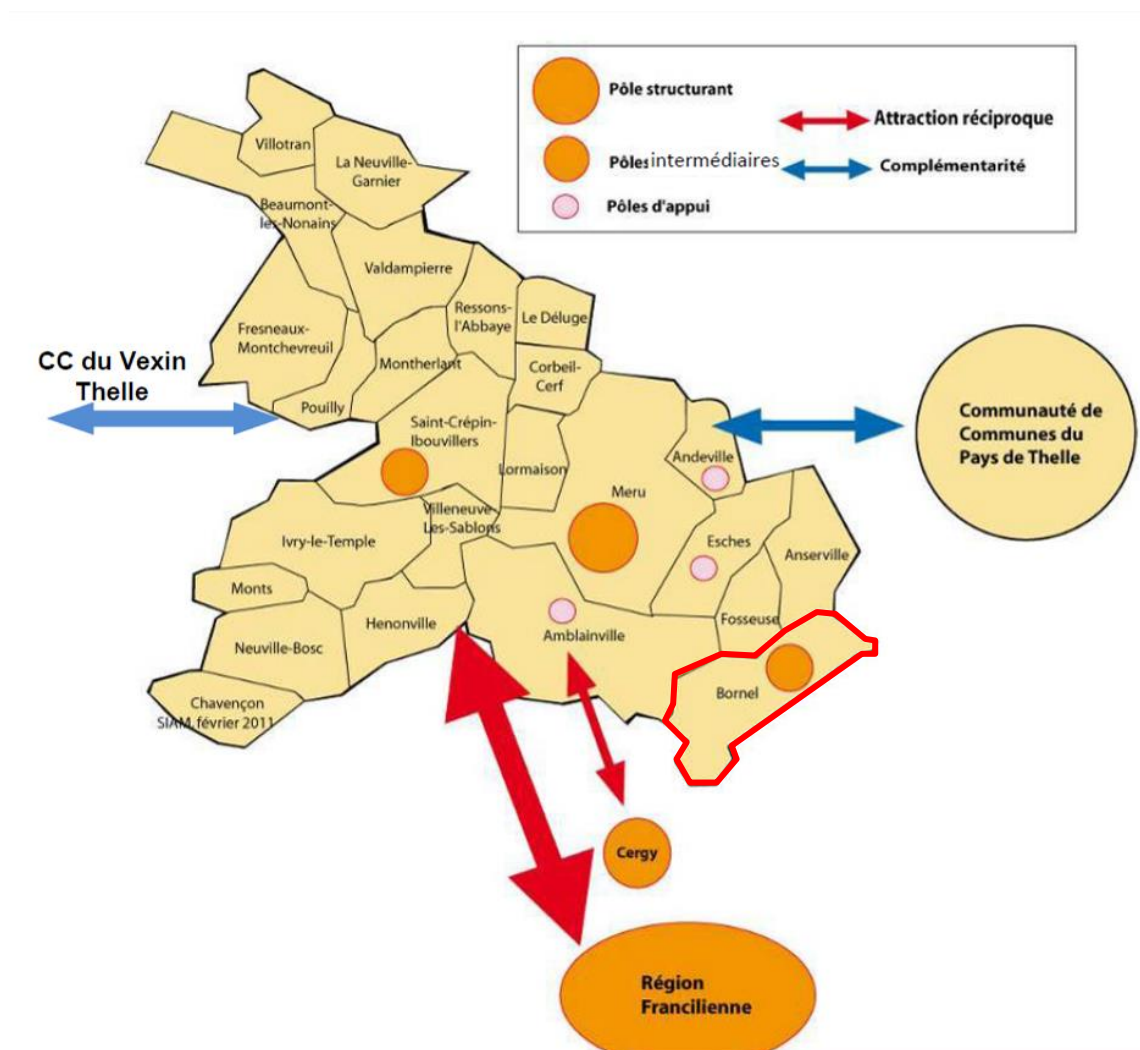 Pôle structurant
Attraction réciproque
Pôles intermédiaires
Complémentarité
Pôles d'appui
Villotran
La Neuville-
Garnier
Beaumont-
les-Nonains
Valdampierre
Ressons-
l'Abbaye
Le Déluge
Fresneaux-
Montchevreuil
Montherlant
Corbeil-
Cerf
CC du Vexin
Thelle
Pouilly
Saint-Crépin-
Ibouvillers
Communauté de
Communes du
Pays de Thelle
Lormaison
Andeville
Meru
Villeneuve-
Les-Sablons
Ivry-le-Temple
Esches
Anserville
Monts
Henonville
Amblainville
Fosseuse
Neuville-Bosc
Bornel
Chavençon
SIAM, février 2011
Cergy
Région
Francilienne